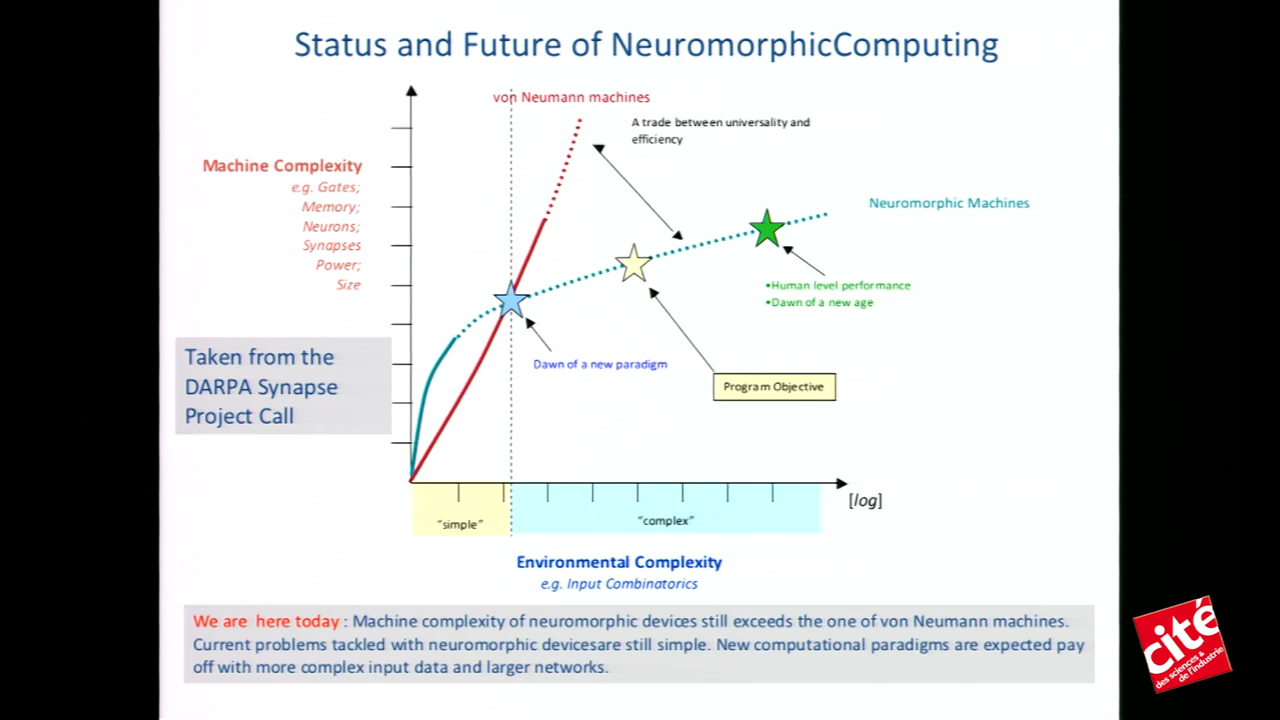 Status and Future of NeuromorphicComputing
von Neumann machines
A trade between universality and
efficiency
Machine Complexity
e.g. Gates;
Memory;
Neurons;
Synapses
Power;
Size
Neuromorphic Machines
•Human level performance
•Dawn of a new age
Taken from the
DARPA Synapse
Project Call
Dawn of a new paradigm
Program Objective
[log]
"simple"
"complex"
Environmental Complexity
e.g. Input Combinatorics
We are here today : Machine complexity of neuromorphic devices still exceeds the one of von Neumann machines.
Current problems tackled with neuromorphic devicesare still simple. New computational paradigms are expected pay
off with more complex input data and larger networks.
cité
des sciences &
de l'industrie